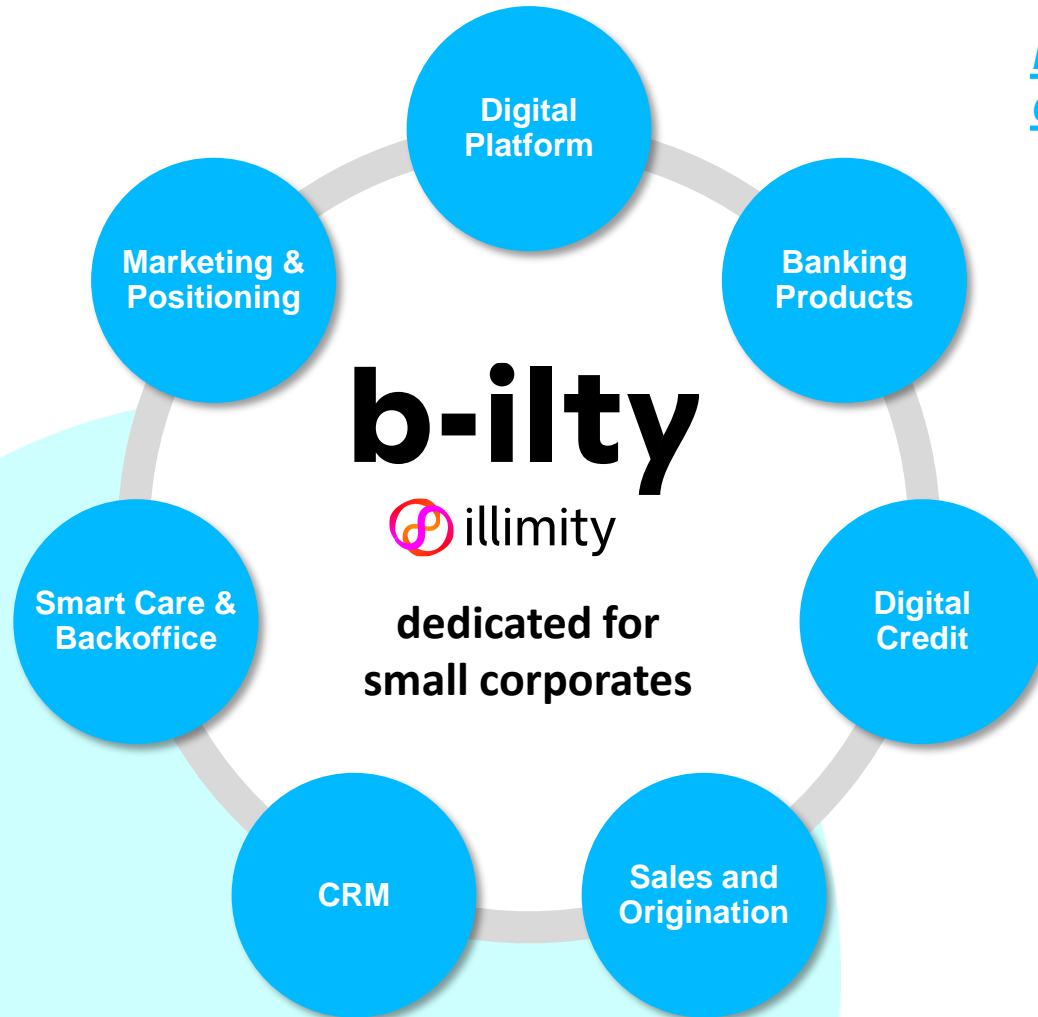 Digital
Platform
Marketing &
Positioning
Banking
Products
b-ilty
illimity
Smart Care &
Backoffice
dedicated for
small corporates
Digital
Credit
CRM
Sales and
Origination